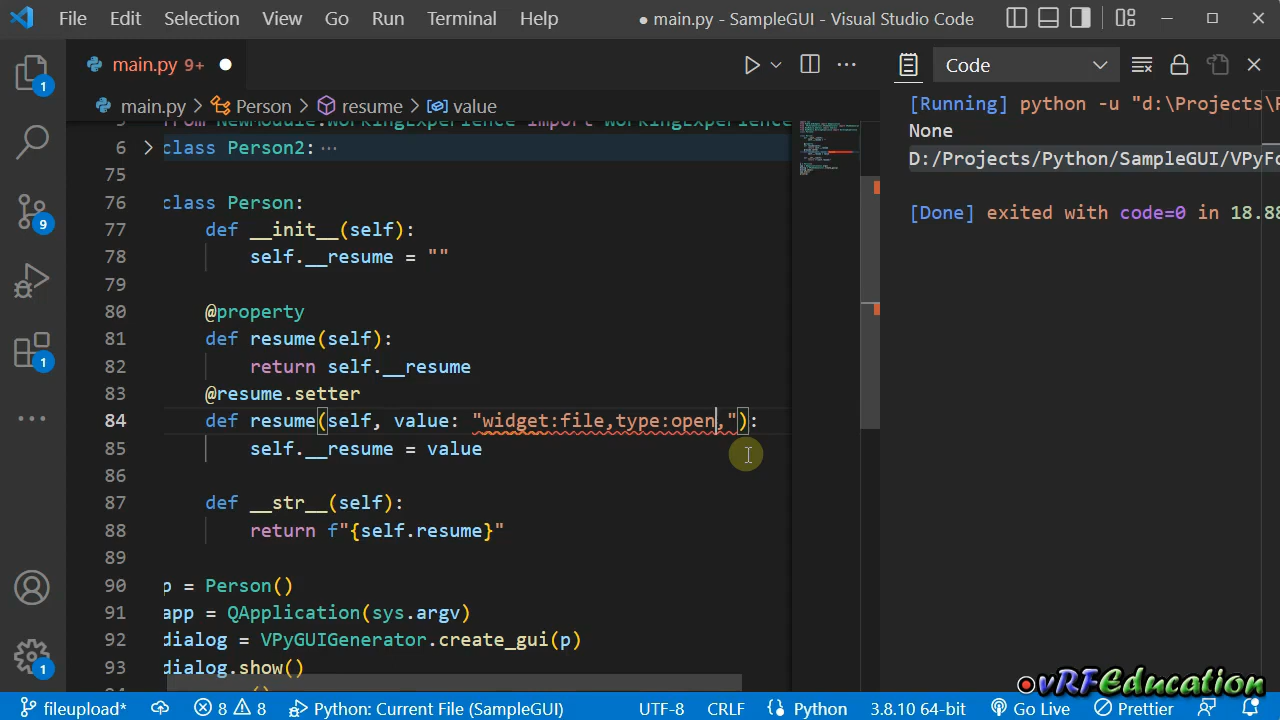 File Edit Selection View Go Run Terminal Help ● main.py - SampleGUI - Visual Studio Code
main.py 9+ ●
main.py > Person > resume > value
5 from NewModule.WorkingExperience import WorkingExperience
6 > class Person2: ...
75
76 class Person:
77 def __init__(self):
78 self.__resume = ""
79
80 @property
81 def resume(self):
82 return self.__resume
83 @resume.setter
84 def resume(self, value: "widget:file,type:open,"):
85 self.__resume = value
86
87 def __str__(self):
88 return f"{self.resume}"
89
90 p = Person()
91 app = QApplication(sys.argv)
92 dialog = VPyGUIGenerator.create_gui(p)
93 dialog.show()
94
Code
[Running] python -u "d:\Projects\P
None
D:/Projects/Python/SampleGUI/VPyFo
[Done] exited with code=0 in 18.88
1
9
1
1
vRFEducation
fileupload* 8 8 Python: Current File (SampleGUI) UTF-8 CRLF Python 3.8.10 64-bit Go Live Prettier